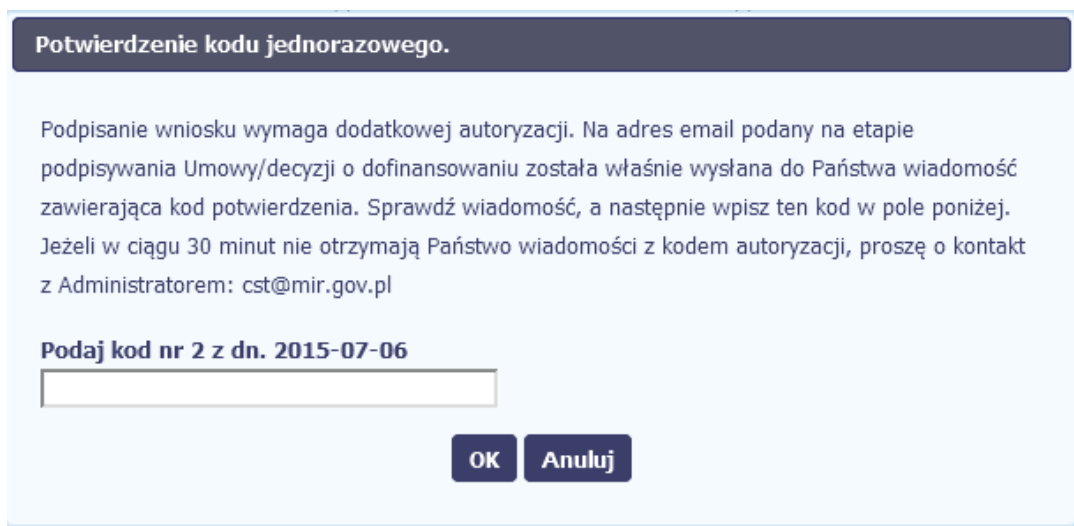 Potwierdzenie kodu jednorazowego.
Podpisanie wniosku wymaga dodatkowej autoryzacji. Na adres email podany na etapie
podpisywania Umowy/decyzji o dofinansowaniu została właśnie wysłana do Państwa wiadomość
zawierająca kod potwierdzenia. Sprawdź wiadomość, a następnie wpisz ten kod w pole poniżej.
Jeżeli w ciągu 30 minut nie otrzymają Państwo wiadomości z kodem autoryzacji, proszę o kontakt
z Administratorem: cst@mir.gov.pl
Podaj kod nr 2 z dn. 2015-07-06
OK Anuluj